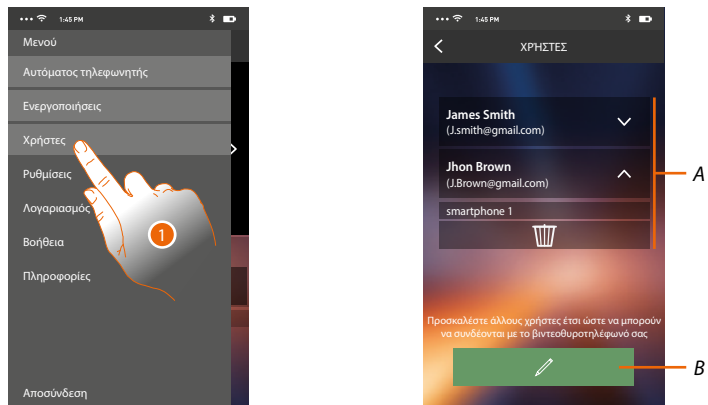 1:45 PM
Μενού
Αυτόματος τηλεφωνητής
Ενεργοποιήσεις
Χρήστες
Ρυθμίσεις
Λογαριασμός
Βοήθεια
Πληροφορίες
Αποσύνδεση
1
1:45 PM
ΧΡΉΣΤΕΣ
James Smith
(J.smith@gmail.com)
Jhon Brown
(J.Brown@gmail.com)
smartphone 1
A
Προσκαλέστε άλλους χρήστες έτσι ώστε να μπορούν
να συνδέονται με το βιντεοθυροτηλέφωνό σας
B